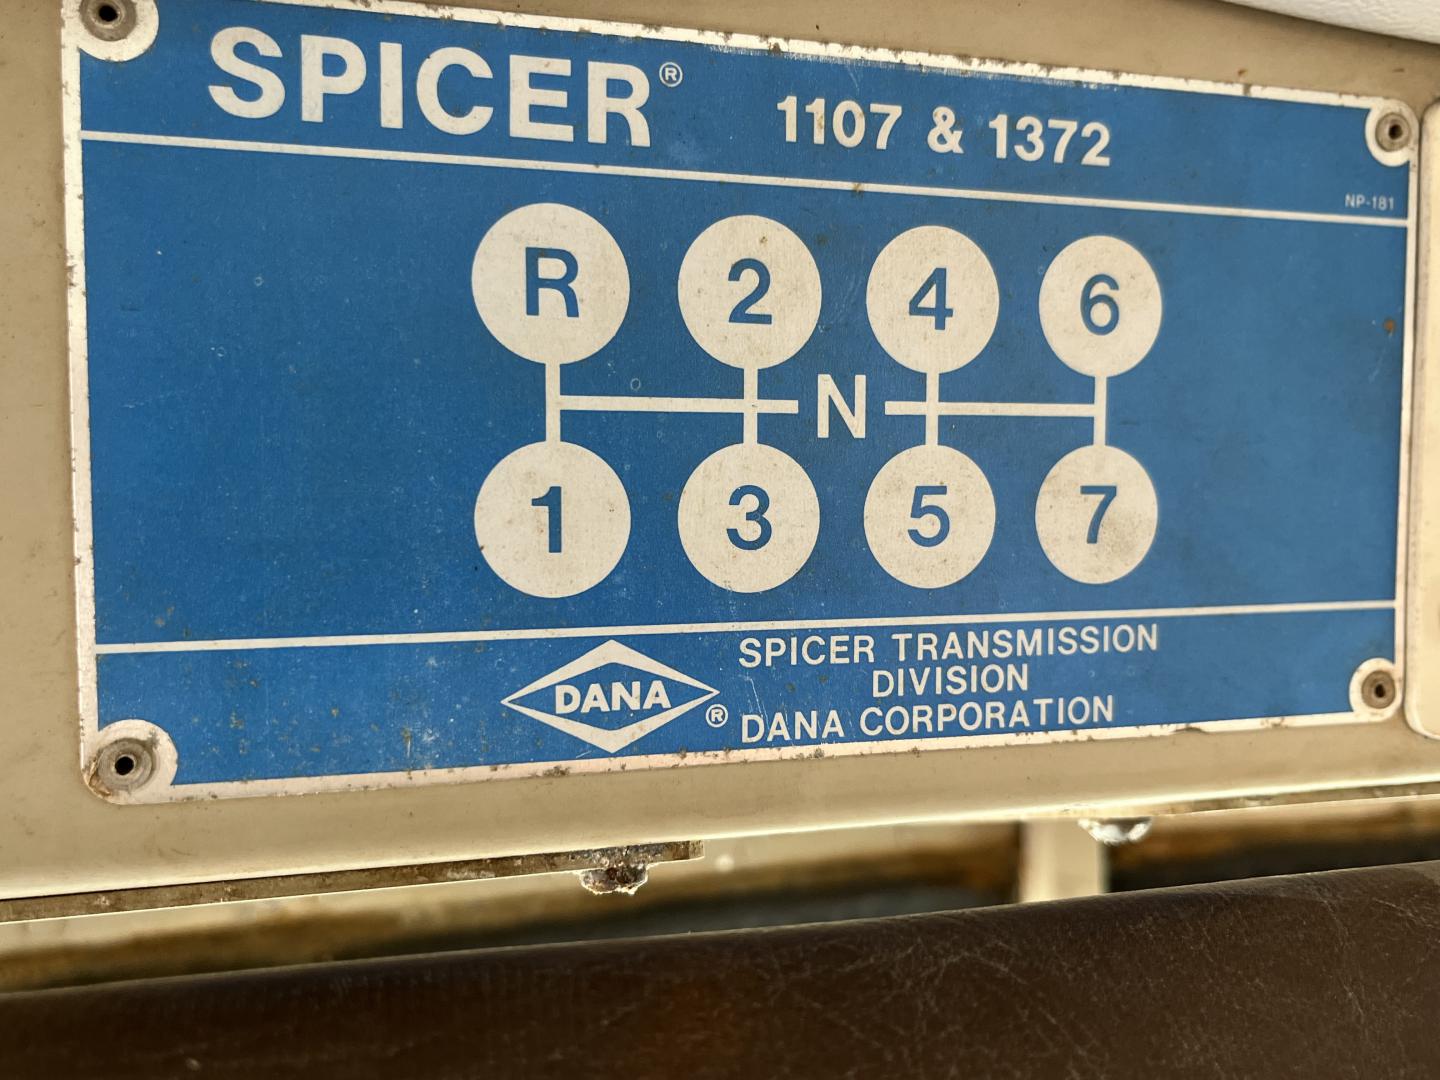 SPICER® 1107 & 1372
NP-181
R 2 4 6
N
1 3 5 7
DANA®
SPICER TRANSMISSION
DIVISION
DANA CORPORATION